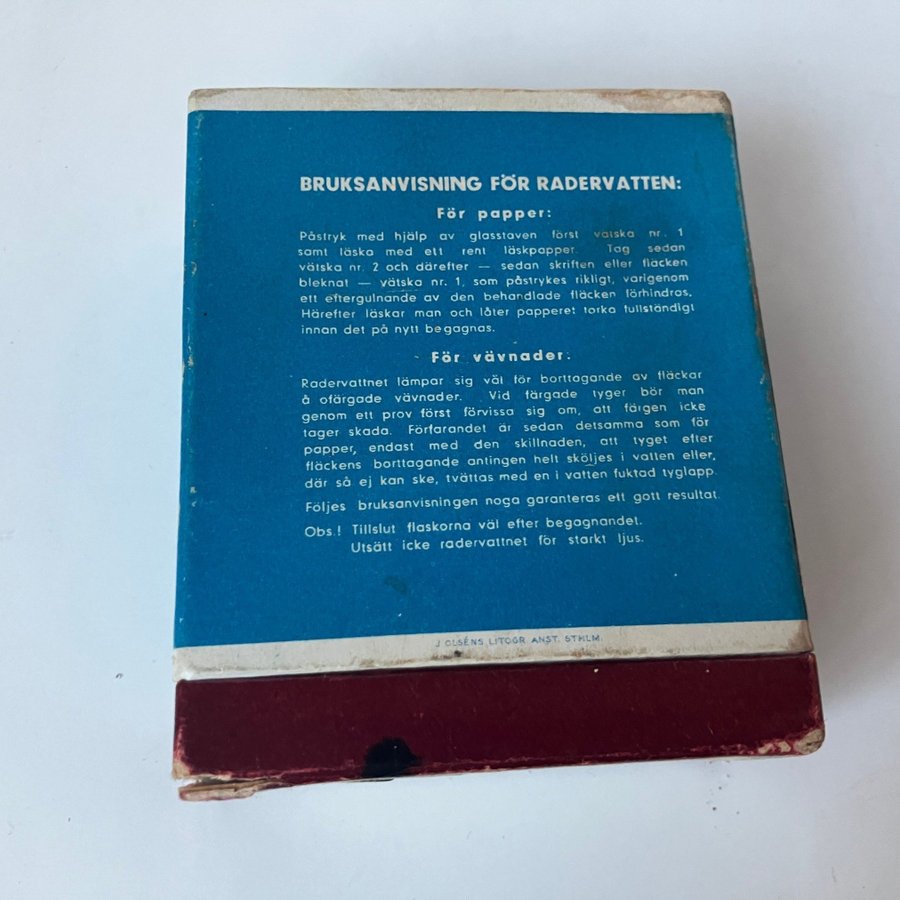 BRUKSANVISNING FÖR RADERVATTEN:
För papper:
Påstryk med hjälp av glasstaven först vätska nr. 1
samt läska med ett rent läskpapper. Tag sedan
vätska nr. 2 och därefter — sedan skriften eller fläcken
bleknat — vätska nr. 1, som påstrykes rikligt, varigenom
ett eftergulnande av den behandlade fläcken förhindras.
Härefter läskar man och låter papperet torka fullständigt
innan det på nytt begagnas.
För vävnader:
Radervattnet lämpar sig väl för borttagande av fläckar
å ofärgade vävnader. Vid färgade tyger bör man
genom ett prov först förvissa sig om, att färgen icke
tager skada. Förfarandet är sedan detsamma som för
papper, endast med den skillnaden, att tyget efter
fläckens borttagande antingen helt sköljes i vatten eller,
där så ej kan ske, tvättas med en i vatten fuktad tyglapp.
Följes bruksanvisningen noga garanteras ett gott resultat.
Obs.! Tillslut flaskorna väl efter begagnandet.
Utsätt icke radervattnet för starkt ljus.
J OLSÉNS LITOGR. ANST. STHLM.